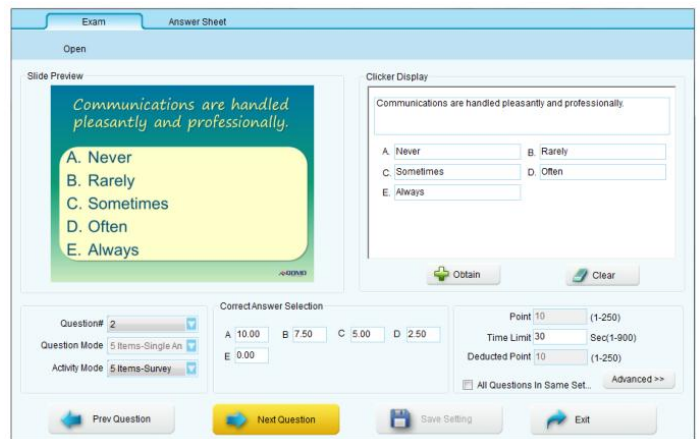 Exam Answer Sheet
Open
Slide Preview
Communications are handled
pleasantly and professionally.
A. Never
B. Rarely
C. Sometimes
D. Often
E. Always
Clicker Display
Communications are handled pleasantly and professionally.
A. Never B. Rarely
C. Sometimes D. Often
E. Always
Obtain Clear
Question# 2
Question Mode 5 Items-Single An
Activity Mode 5 Items-Survey
CorrectAnswer Selection
A 10.00 B 7.50 C 5.00 D 2.50
E 0.00
Point 10 (1-250)
Time Limit 30 Sec(1-900)
Deducted Point 10 (1-250)
All Questions In Same Set... Advanced >>
Prev Question Next Question Save Setting Exit